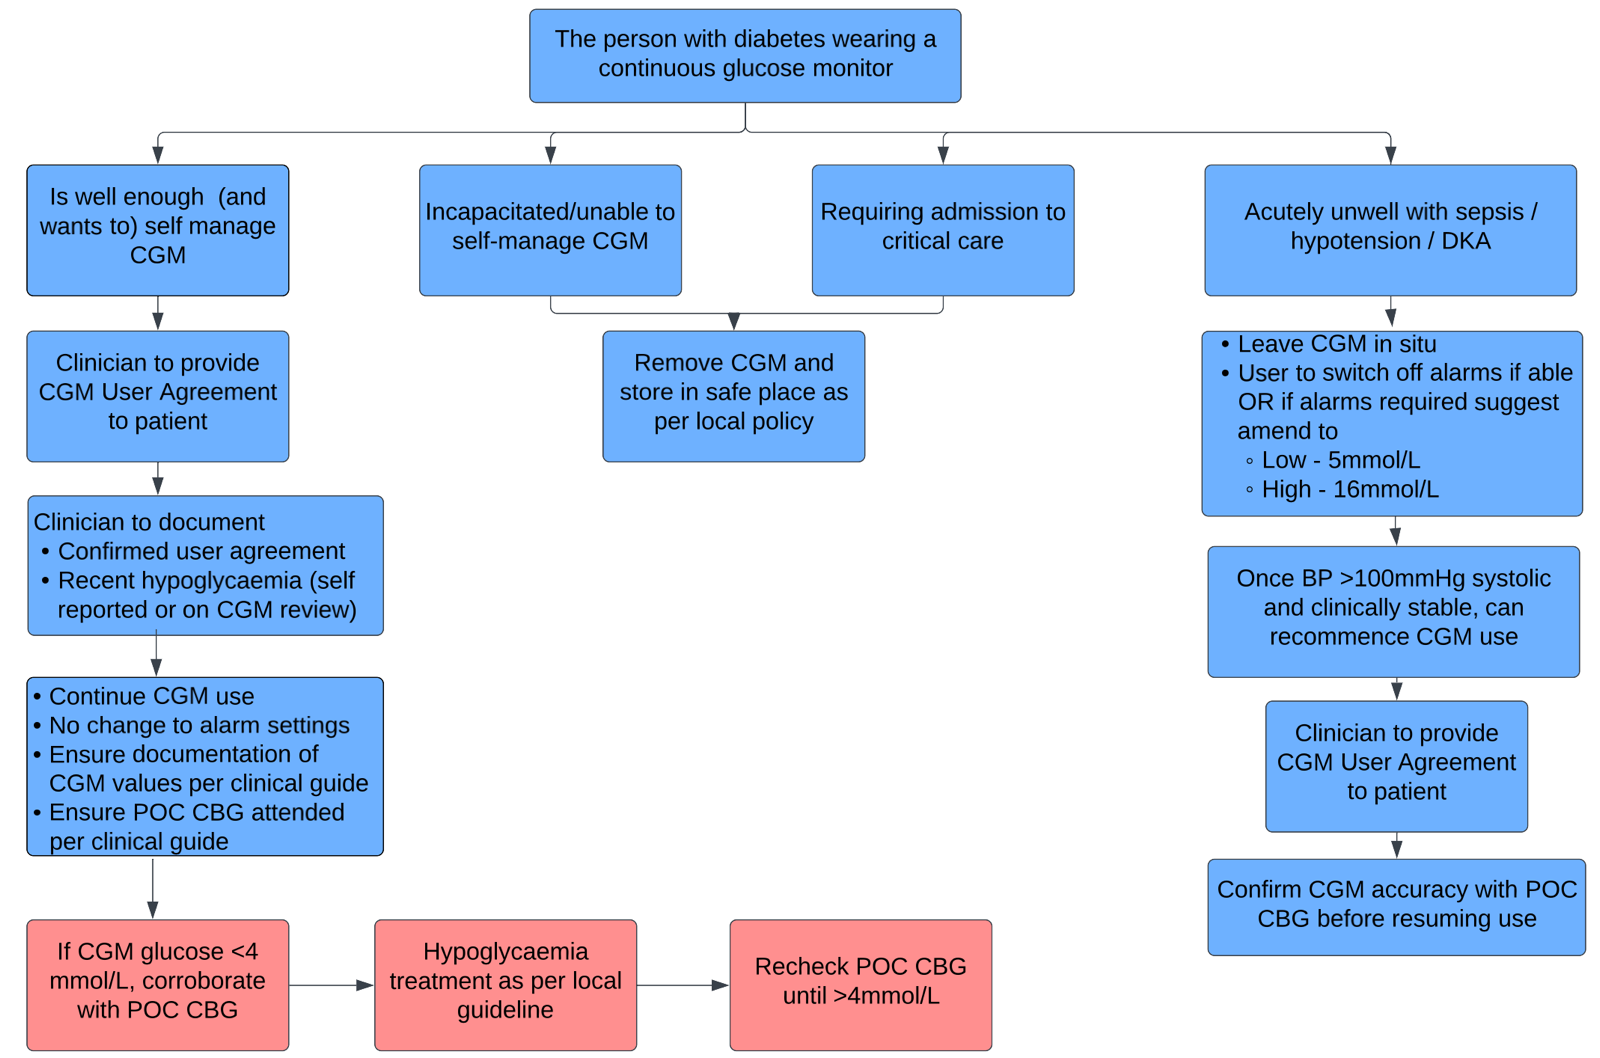 The person with diabetes wearing a
continuous glucose monitor
Is well enough (and
wants to) self manage
CGM
Incapacitated/unable to
self-manage CGM
Requiring admission to
critical care
Acutely unwell with sepsis /
hypotension / DKA
Clinician to provide
CGM User Agreement
to patient
Remove CGM and
store in safe place as
per local policy
• Leave CGM in situ
• User to switch off alarms if able
OR if alarms required suggest
amend to
◦ Low - 5mmol/L
◦ High - 16mmol/L
Clinician to document
• Confirmed user agreement
• Recent hypoglycaemia (self
reported or on CGM review)
Once BP >100mmHg systolic
and clinically stable, can
recommence CGM use
• Continue CGM use
• No change to alarm settings
• Ensure documentation of
CGM values per clinical guide
• Ensure POC CBG attended
per clinical guide
Clinician to provide
CGM User Agreement
to patient
Confirm CGM accuracy with POC
CBG before resuming use
If CGM glucose <4
mmol/L, corroborate
with POC CBG
Hypoglycaemia
treatment as per local
guideline
Recheck POC CBG
until >4mmol/L